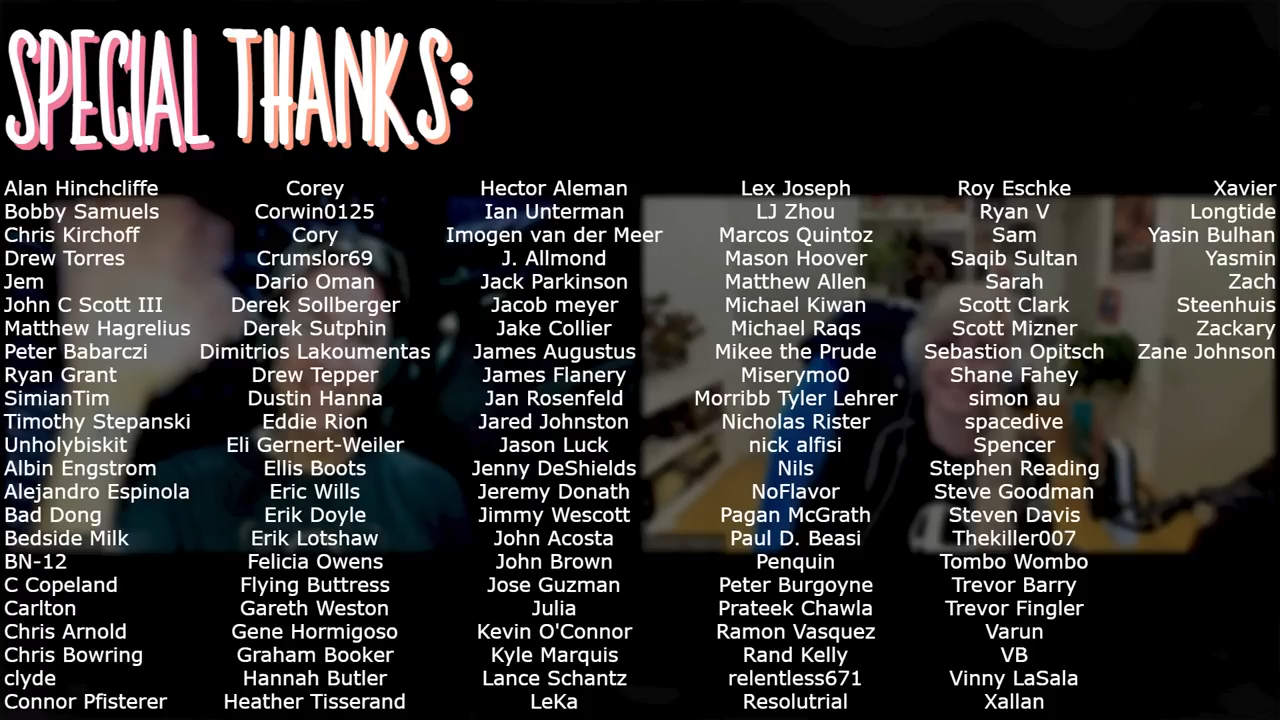 SPECIAL THANKS:
Alan Hinchcliffe
Bobby Samuels
Chris Kirchoff
Drew Torres
Jem
John C Scott III
Matthew Hagrelius
Peter Babarczi
Ryan Grant
SimianTim
Timothy Stepanski
Unholybiskit
Albin Engstrom
Alejandro Espinola
Bad Dong
Bedside Milk
BN-12
C Copeland
Carlton
Chris Arnold
Chris Bowring
clyde
Connor Pfisterer
Corey
Corwin0125
Cory
Crumslor69
Dario Oman
Derek Sollberger
Derek Sutphin
Dimitrios Lakoumentas
Drew Tepper
Dustin Hanna
Eddie Rion
Eli Gernert-Weiler
Ellis Boots
Eric Wills
Erik Doyle
Erik Lotshaw
Felicia Owens
Flying Buttress
Gareth Weston
Gene Hormigoso
Graham Booker
Hannah Butler
Heather Tisserand
Hector Aleman
Ian Unterman
Imogen van der Meer
J. Allmond
Jack Parkinson
Jacob meyer
Jake Collier
James Augustus
James Flanery
Jan Rosenfeld
Jared Johnston
Jason Luck
Jenny DeShields
Jeremy Donath
Jimmy Wescott
John Acosta
John Brown
Jose Guzman
Julia
Kevin O'Connor
Kyle Marquis
Lance Schantz
LeKa
Lex Joseph
LJ Zhou
Marcos Quintoz
Mason Hoover
Matthew Allen
Michael Kiwan
Michael Raqs
Mikee the Prude
Miserymo0
Morribb Tyler Lehrer
Nicholas Rister
nick alfisi
Nils
NoFlavor
Pagan McGrath
Paul D. Beasi
Penquin
Peter Burgoyne
Prateek Chawla
Ramon Vasquez
Rand Kelly
relentless671
Resolutrial
Roy Eschke
Ryan V
Sam
Saqib Sultan
Sarah
Scott Clark
Scott Mizner
Sebastion Opitsch
Shane Fahey
simon au
spacedive
Spencer
Stephen Reading
Steve Goodman
Steven Davis
Thekiller007
Tombo Wombo
Trevor Barry
Trevor Fingler
Varun
VB
Vinny LaSala
Xallan
Xavier
Longtide
Yasin Bulhan
Yasmin
Zach
Steenhuis
Zackary
Zane Johnson